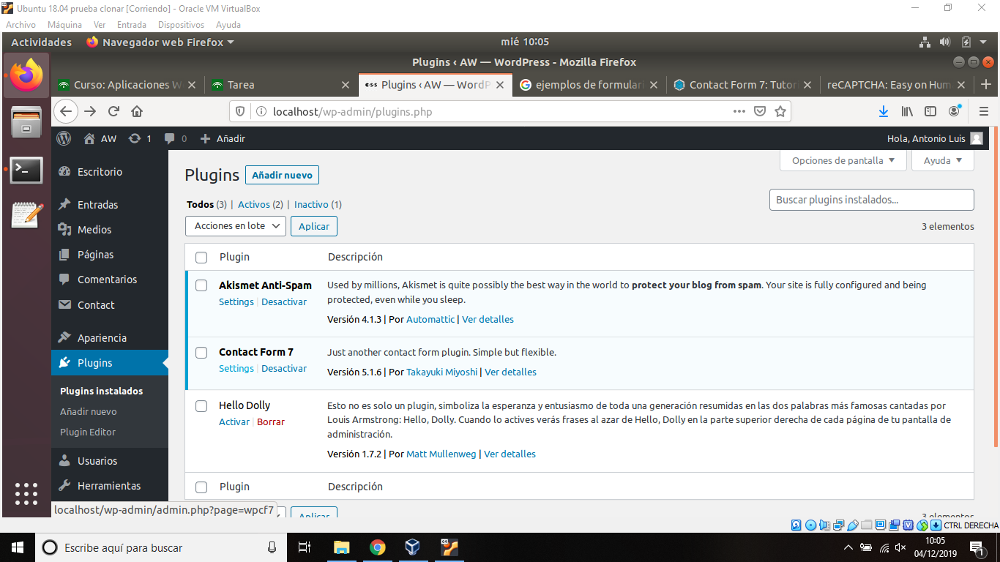 Ubuntu 18.04 prueba clonar [Corriendo] - Oracle VM VirtualBox
Archivo Máquina Ver Entrada Dispositivos Ayuda
Actividades Navegador web Firefox mié 10:05
Plugins ‹ AW — WordPress - Mozilla Firefox
Curso: Aplicaciones W Tarea Plugins ‹ AW — WordP ejemplos de formulari Contact Form 7: Tutori reCAPTCHA: Easy on Hum
localhost/wp-admin/plugins.php
AW 1 0 Añadir Hola, Antonio Luis
Opciones de pantalla Ayuda
Escritorio
Entradas
Medios
Páginas
Comentarios
Contact
Apariencia
Plugins
Plugins instalados
Añadir nuevo
Plugin Editor
Usuarios
Herramientas
Plugins Añadir nuevo
Todos (3) | Activos (2) | Inactivo (1)
Buscar plugins instalados...
Acciones en lote Aplicar
3 elementos
Plugin Descripción
Akismet Anti-Spam
Settings | Desactivar
Used by millions, Akismet is quite possibly the best way in the world to protect your blog from spam. Your site is fully configured and being
protected, even while you sleep.
Versión 4.1.3 | Por Automattic | Ver detalles
Contact Form 7
Settings | Desactivar
Just another contact form plugin. Simple but flexible.
Versión 5.1.6 | Por Takayuki Miyoshi | Ver detalles
Hello Dolly
Activar | Borrar
Esto no es solo un plugin, simboliza la esperanza y entusiasmo de toda una generación resumidas en las dos palabras más famosas cantadas por
Louis Armstrong: Hello, Dolly. Cuando lo actives verás frases al azar de Hello, Dolly en la parte superior derecha de cada página de tu pantalla de
administración.
Versión 1.7.2 | Por Matt Mullenweg | Ver detalles
Plugin Descripción
Aplicar
3 elementos
localhost/wp-admin/admin.php?page=wpcf7
CTRL DERECHA
Escribe aquí para buscar
10:05
04/12/2019
1